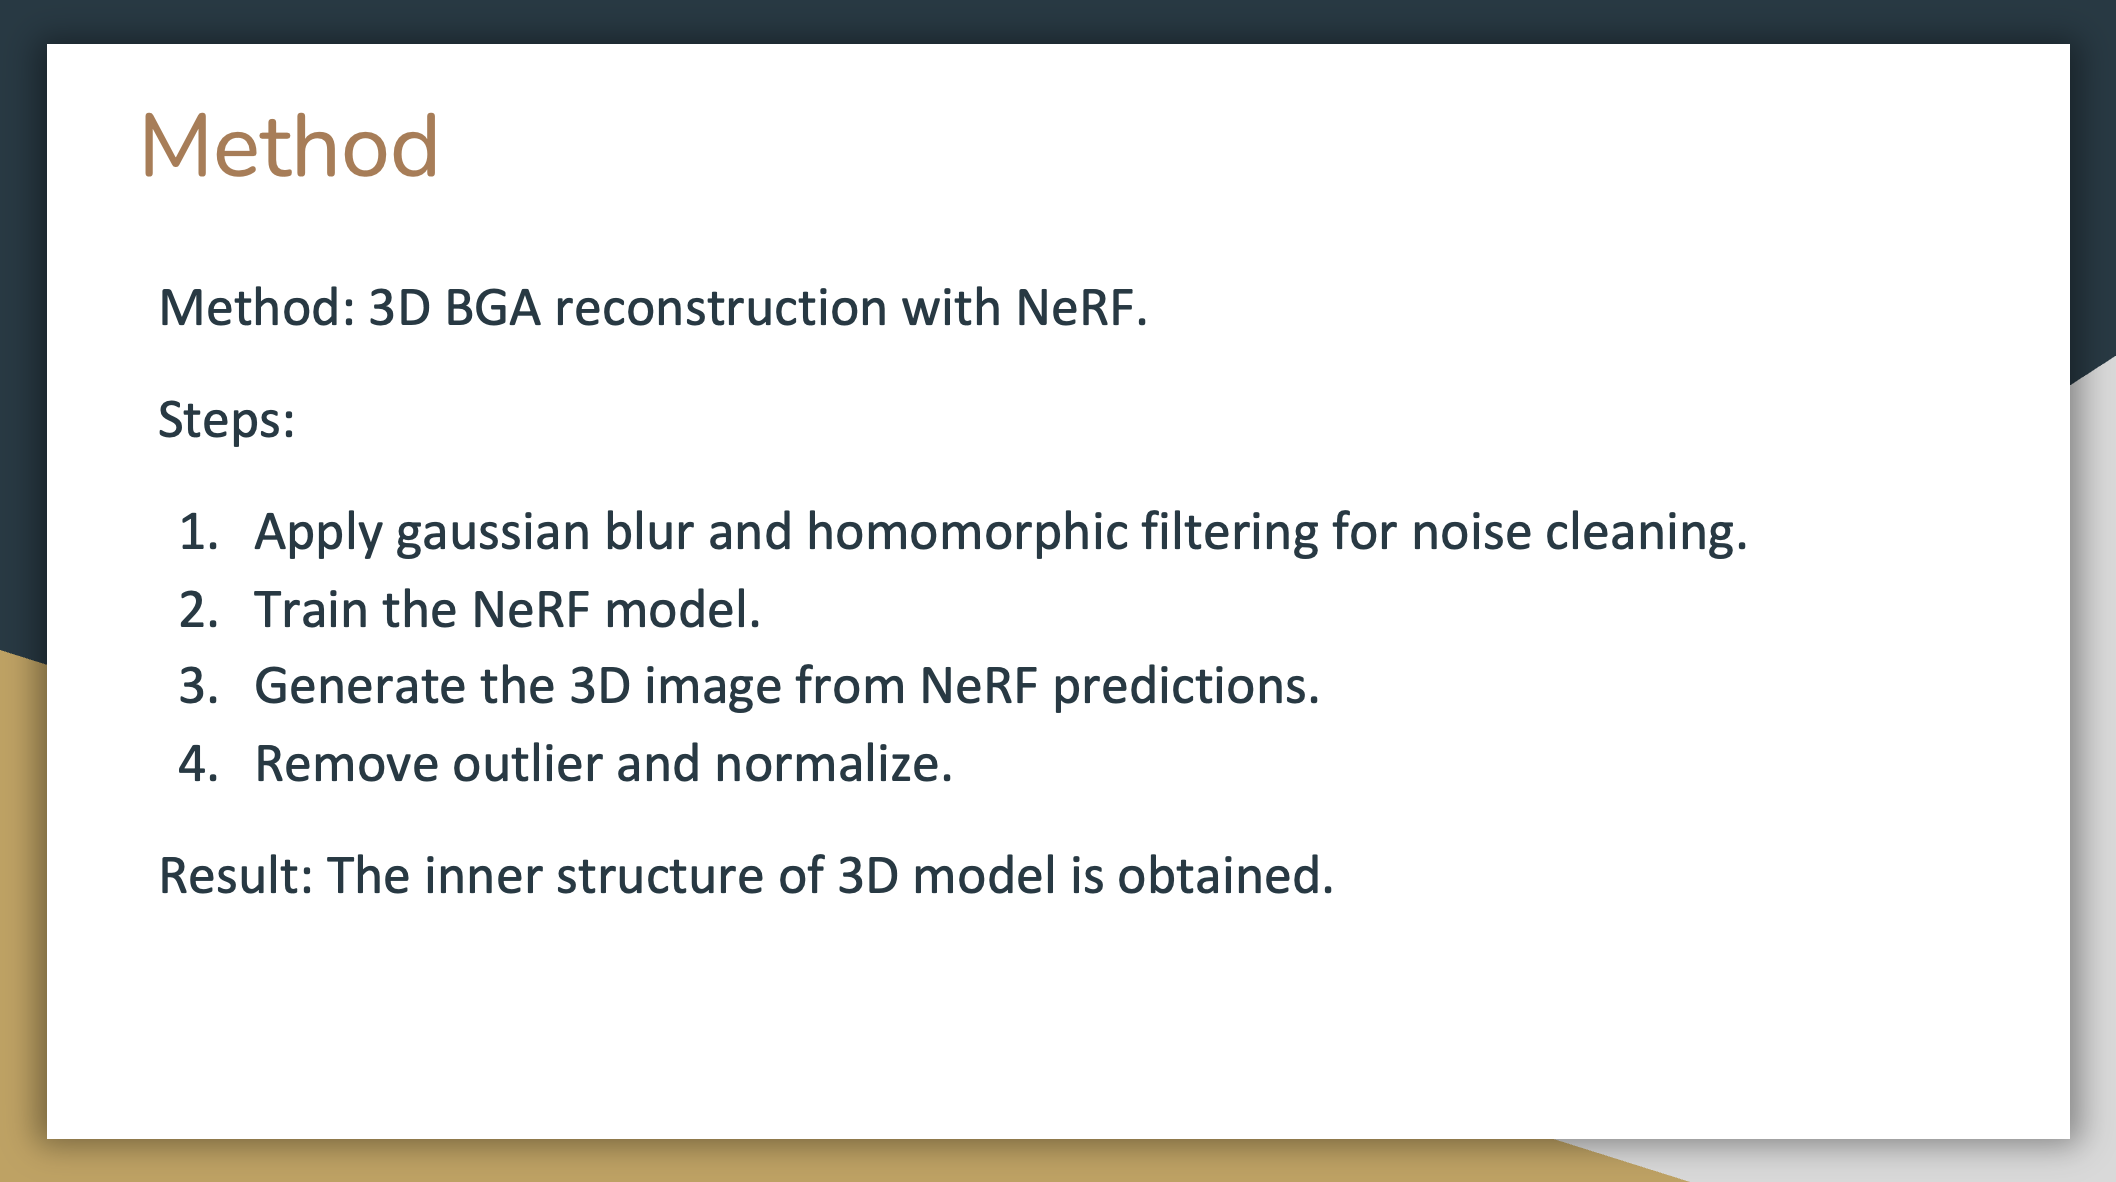 Method
Method: 3D BGA reconstruction with NeRF.
Steps:
1. Apply gaussian blur and homomorphic filtering for noise cleaning.
2. Train the NeRF model.
3. Generate the 3D image from NeRF predictions.
4. Remove outlier and normalize.
Result: The inner structure of 3D model is obtained.